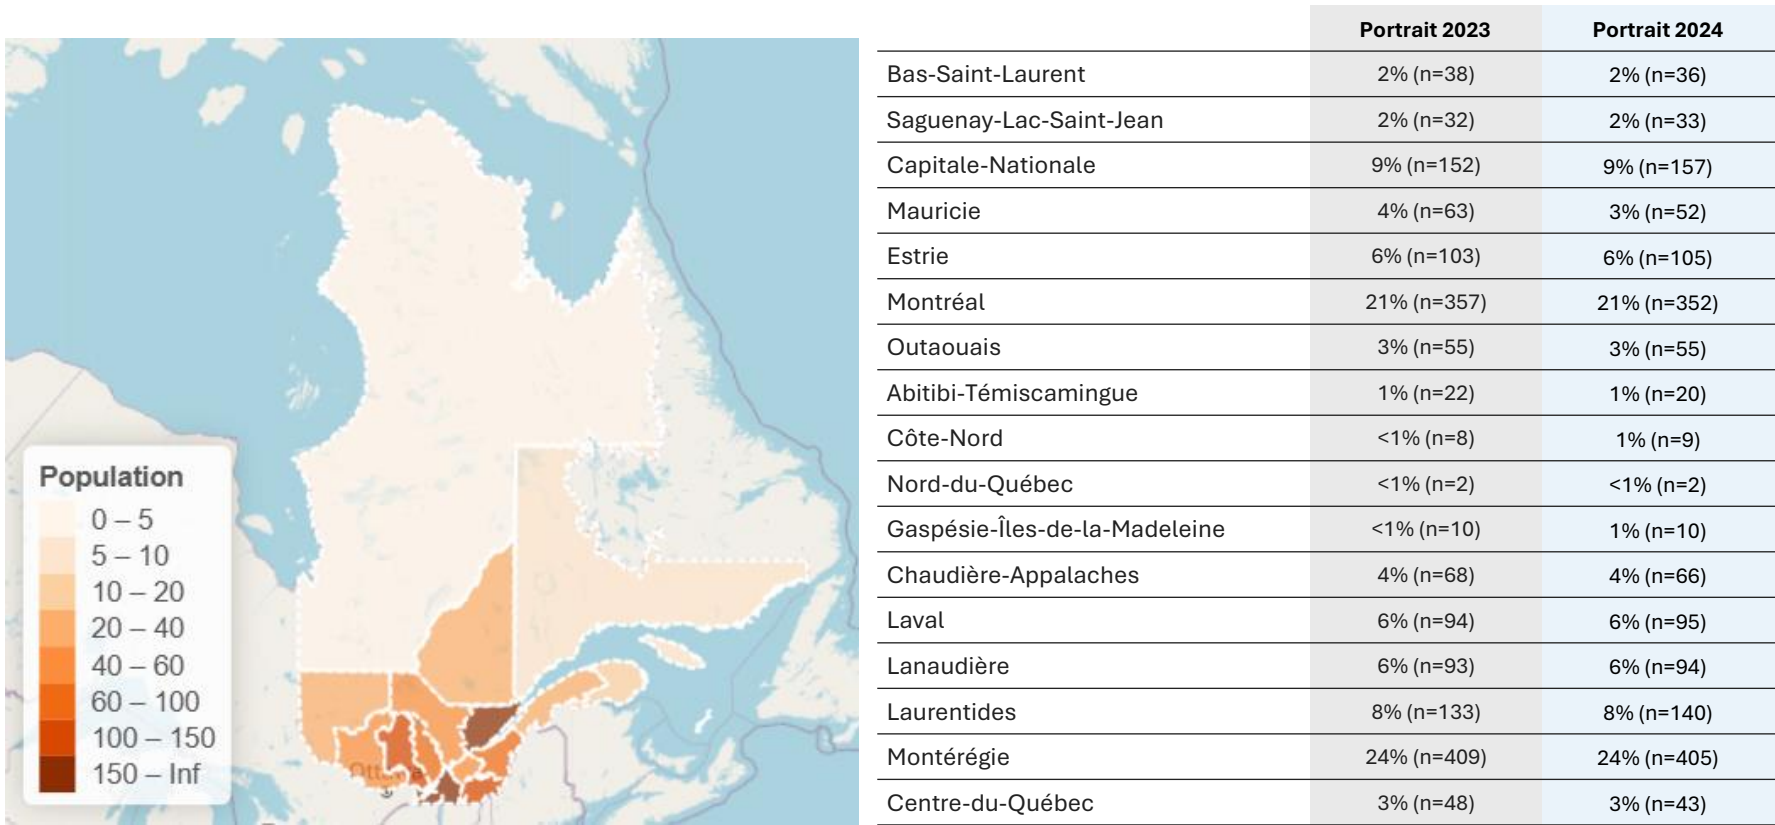 Portrait 2023 Portrait 2024
Bas-Saint-Laurent 2% (n=38) 2% (n=36)
Saguenay-Lac-Saint-Jean 2% (n=32) 2% (n=33)
Capitale-Nationale 9% (n=152) 9% (n=157)
Mauricie 4% (n=63) 3% (n=52)
Estrie 6% (n=103) 6% (n=105)
Montréal 21% (n=357) 21% (n=352)
Outaouais 3% (n=55) 3% (n=55)
Abitibi-Témiscamingue 1% (n=22) 1% (n=20)
Côte-Nord <1% (n=8) 1% (n=9)
Nord-du-Québec <1% (n=2) <1% (n=2)
Gaspésie-Îles-de-la-Madeleine <1% (n=10) 1% (n=10)
Chaudière-Appalaches 4% (n=68) 4% (n=66)
Laval 6% (n=94) 6% (n=95)
Lanaudière 6% (n=93) 6% (n=94)
Laurentides 8% (n=133) 8% (n=140)
Montérégie 24% (n=409) 24% (n=405)
Centre-du-Québec 3% (n=48) 3% (n=43)
Population
0 – 5
5 – 10
10 – 20
20 – 40
40 – 60
60 – 100
100 – 150
150 – Inf